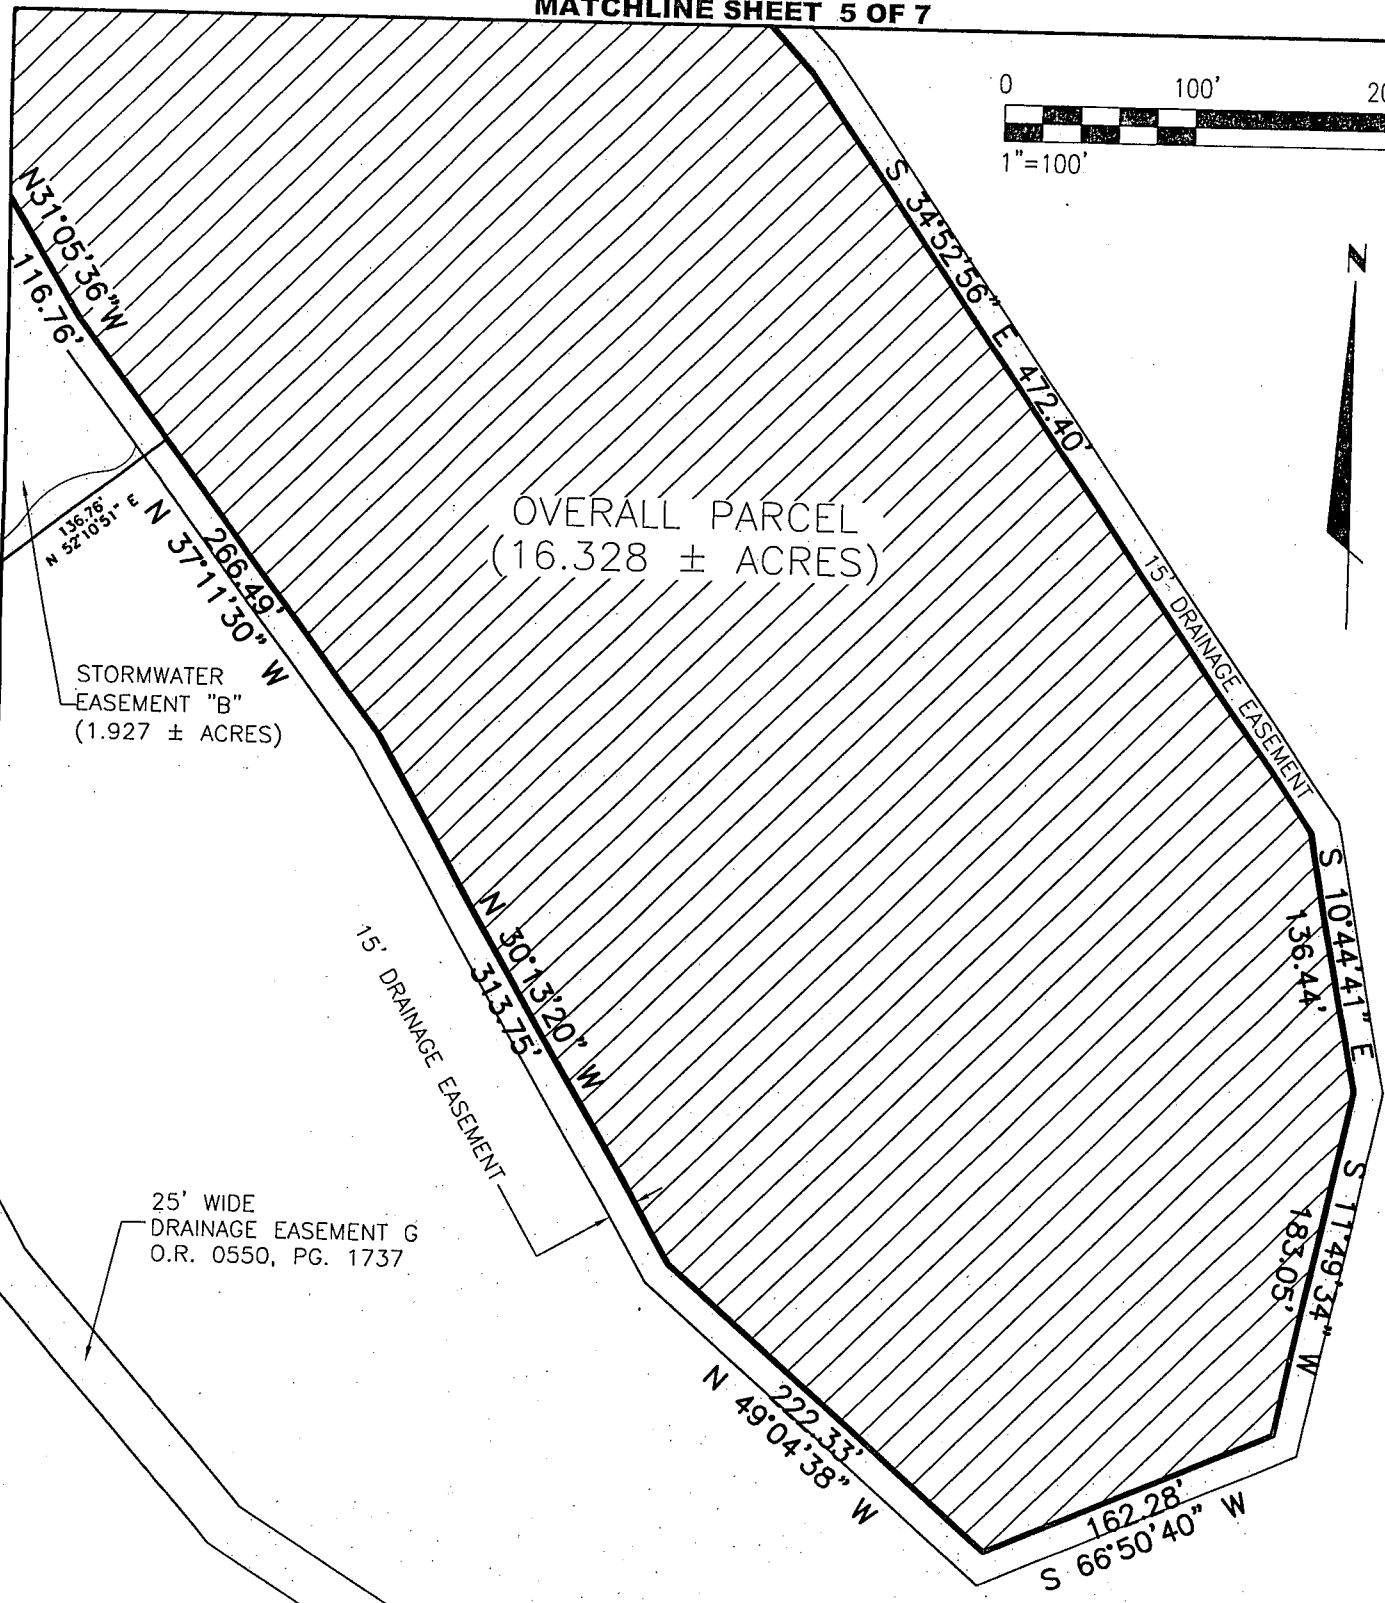 MATCHLINE SHEET 5 OF 7
0 100'
1"=100'
N
N31°05'36"W
116.76'
S 34°52'56" E 472.40'
136.76'
N 52°10'51" E
266.49'
N 37°11'30" W
OVERALL PARCEL
(16.328 ± ACRES)
15' DRAINAGE EASEMENT
STORMWATER
EASEMENT "B"
(1.927 ± ACRES)
S 10°44'41" E
136.44'
N 30°13'20" W
313.75'
15' DRAINAGE EASEMENT
S 11°49'34" W
183.05'
25' WIDE
DRAINAGE EASEMENT G
O.R. 0550, PG. 1737
222.33'
N 49°04'38" W
162.28'
S 66°50'40" W